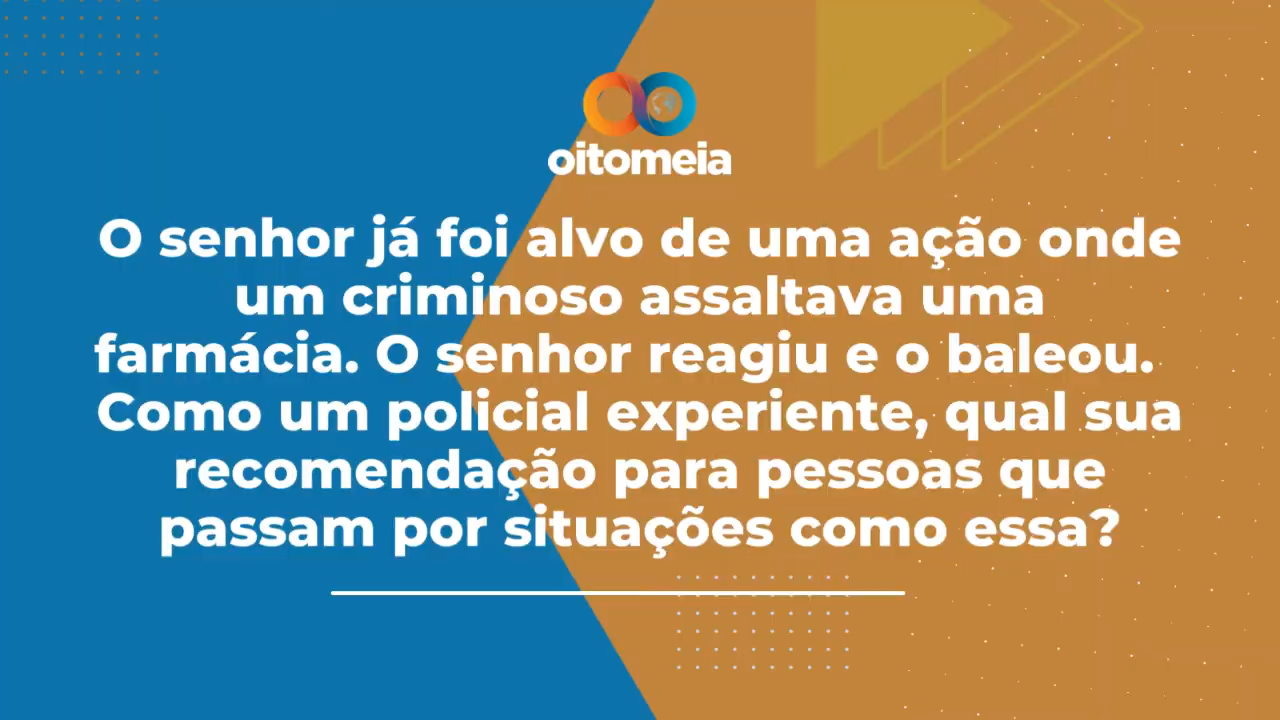 oitomeia
O senhor já foi alvo de uma ação onde
um criminoso assaltava uma
farmácia. O senhor reagiu e o baleou.
Como um policial experiente, qual sua
recomendação para pessoas que
passam por situações como essa?